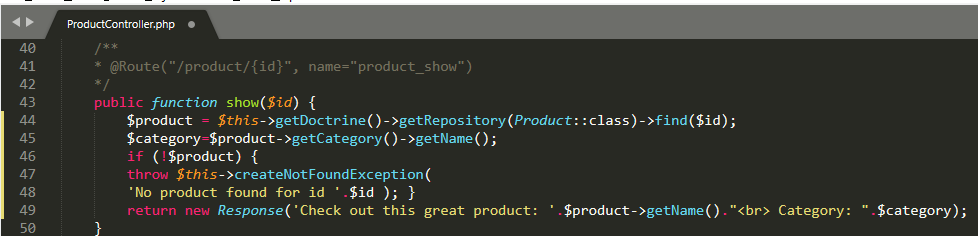 ProductController.php
40 /**
41 * @Route("/product/{id}", name="product_show")
42 */
43 public function show($id) {
44 $product = $this->getDoctrine()->getRepository(Product::class)->find($id);
45 $category=$product->getCategory()->getName();
46 if (!$product) {
47 throw $this->createNotFoundException(
48 'No product found for id '.$id ); }
49 return new Response('Check out this great product: '.$product->getName()."<br> Category: ".$category);
50 }